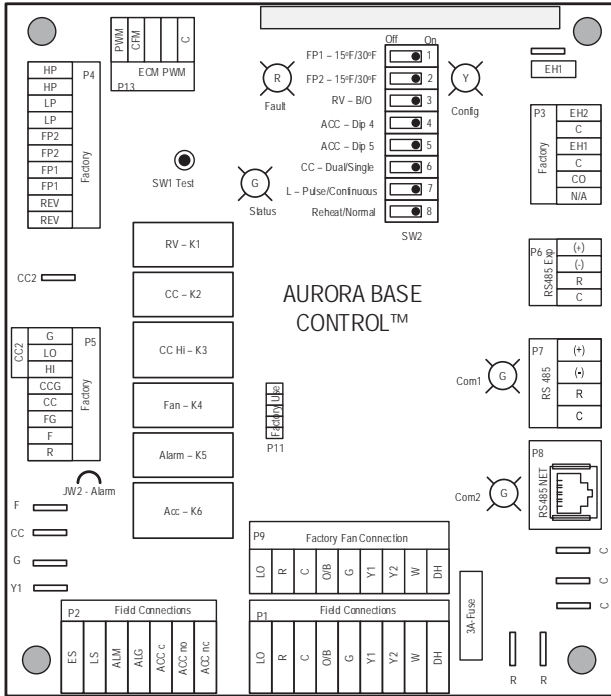 PWM
CFM
C
ECM PWM
P13
HP
HP
LP
LP
FP2
FP2
FP1
FP1
REV
REV
P4
Factory
R
Fault
Off
On
FP1 – 15ºF/30ºF
1
FP2 – 15ºF/30ºF
2
RV – B/O
3
ACC – Dip 4
4
ACC – Dip 5
5
CC – Dual/Single
6
L – Pulse/Continuous
7
Reheat/Normal
8
SW2
Y
Config
EH1
P3
Factory
EH2
C
EH1
C
CO
N/A
SW1 Test
G
Status
RV – K1
CC – K2
CC Hi – K3
Fan – K4
Alarm – K5
Acc – K6
AURORA BASE
CONTROL™
CC2
CC2
G
LO
HI
CCG
CC
FG
F
R
P5
Factory
JW2 - Alarm
Factory Use
P11
P6
RS485 Exp
(+)
(-)
R
C
P7
RS 485
(+)
(-)
R
C
Com1
G
P8
RS485 NET
Com2
G
F
CC
G
Y1
P9
Factory Fan Connection
LO
R
C
O/B
G
Y1
Y2
W
DH
P2
Field Connections
ES
LS
ALM
ALG
ACC c
ACC no
ACC nc
P1
Field Connections
LO
R
C
O/B
G
Y1
Y2
W
DH
3A-Fuse
C
C
C
R
R